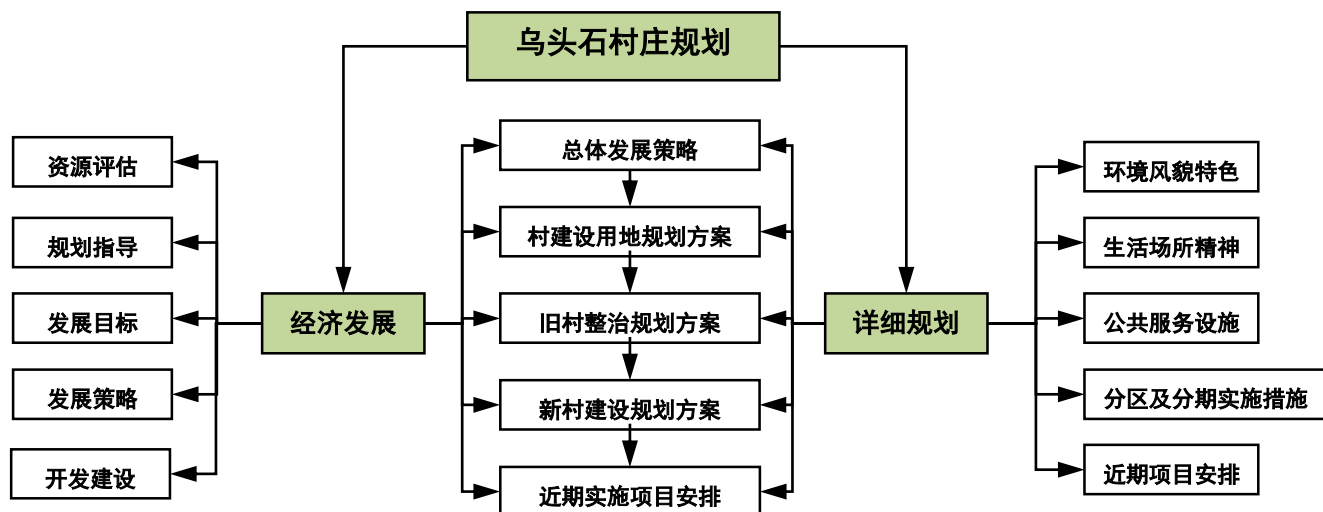 乌头石村庄规划
资源评估
规划指导
发展目标
发展策略
开发建设
经济发展
总体发展策略
村建设用地规划方案
旧村整治规划方案
新村建设规划方案
近期实施项目安排
详细规划
环境风貌特色
生活场所精神
公共服务设施
分区及分期实施措施
近期项目安排